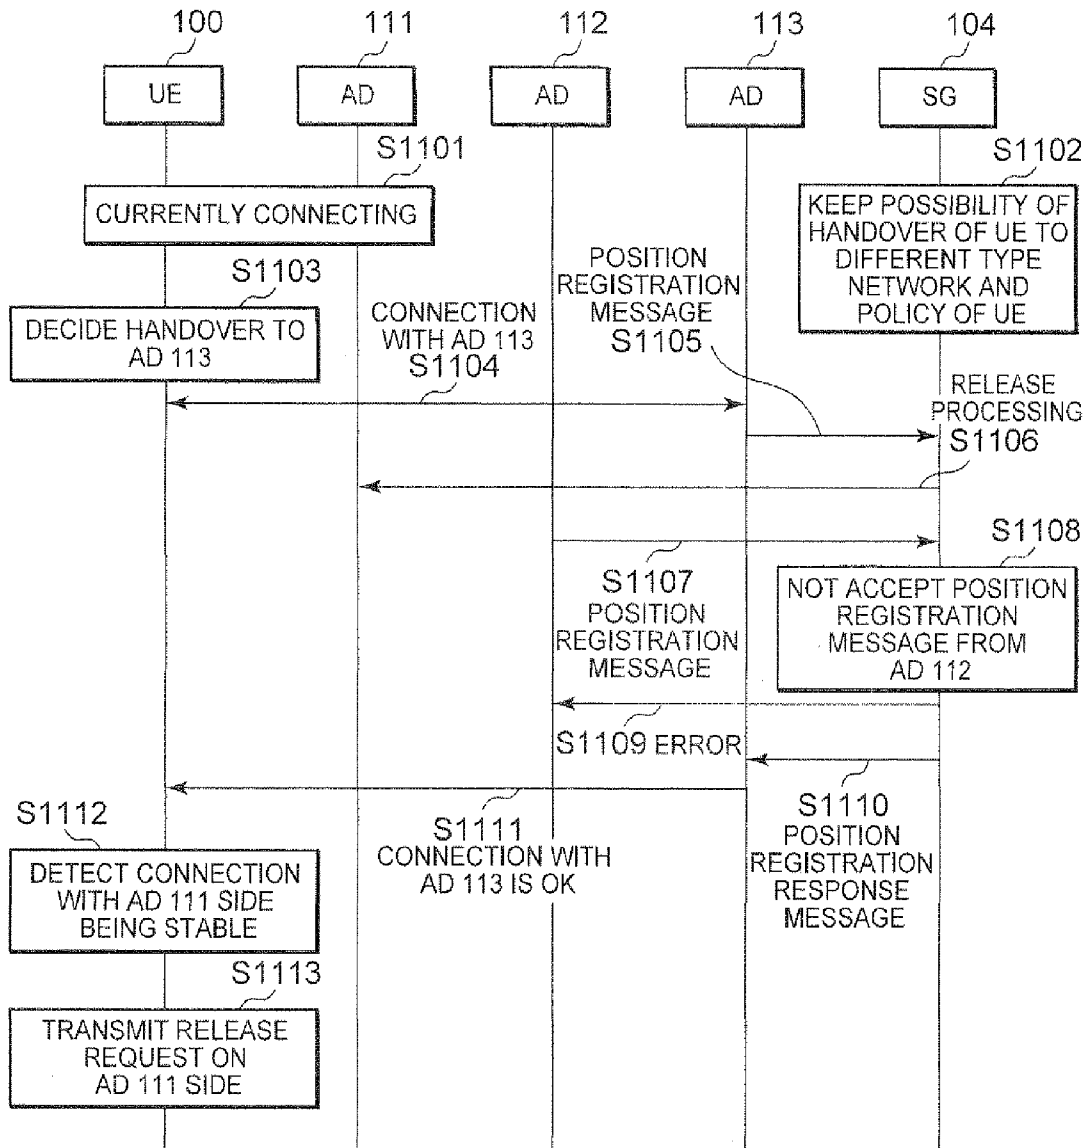 100
111
112
113
104
UE
AD
AD
AD
SG
S1101
CURRENTLY CONNECTING
S1102
KEEP POSSIBILITY OF
HANDOVER OF UE TO
DIFFERENT TYPE
NETWORK AND
POLICY OF UE
S1103
DECIDE HANDOVER TO
AD 113
CONNECTION
WITH AD 113
S1104
POSITION
REGISTRATION
MESSAGE
S1105
RELEASE
PROCESSING
S1106
S1107
POSITION
REGISTRATION
MESSAGE
S1108
NOT ACCEPT POSITION
REGISTRATION
MESSAGE FROM
AD 112
S1109 ERROR
S1110
POSITION
REGISTRATION
RESPONSE
MESSAGE
S1111
CONNECTION WITH
AD 113 IS OK
S1112
DETECT CONNECTION
WITH AD 111 SIDE
BEING STABLE
S1113
TRANSMIT RELEASE
REQUEST ON
AD 111 SIDE